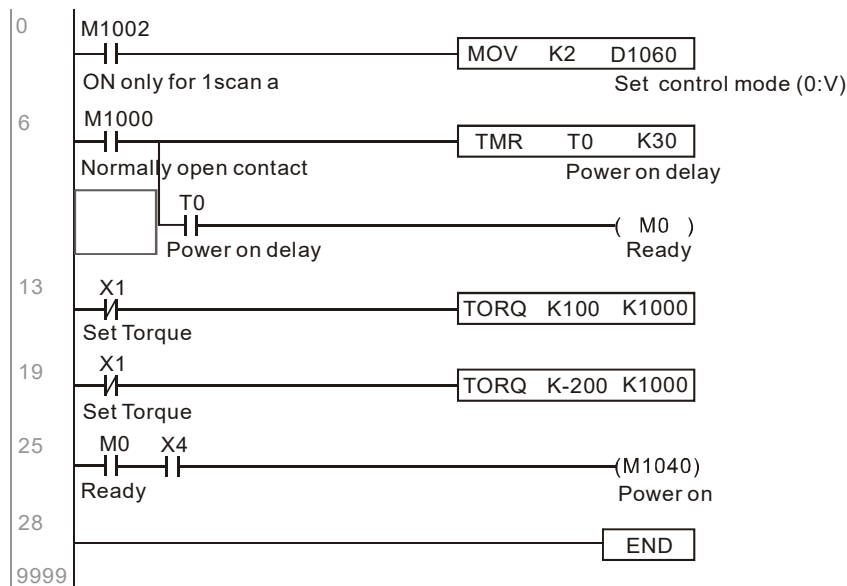 0
M1002
MOV K2 D1060
ON only for 1scan a
Set control mode (0:V)
6
M1000
TMR T0 K30
Normally open contact
Power on delay
T0
( M0 )
Power on delay
Ready
13
X1
TORQ K100 K1000
Set Torque
19
X1
TORQ K-200 K1000
Set Torque
25
M0 X4
(M1040)
Ready
Power on
28
END
9999